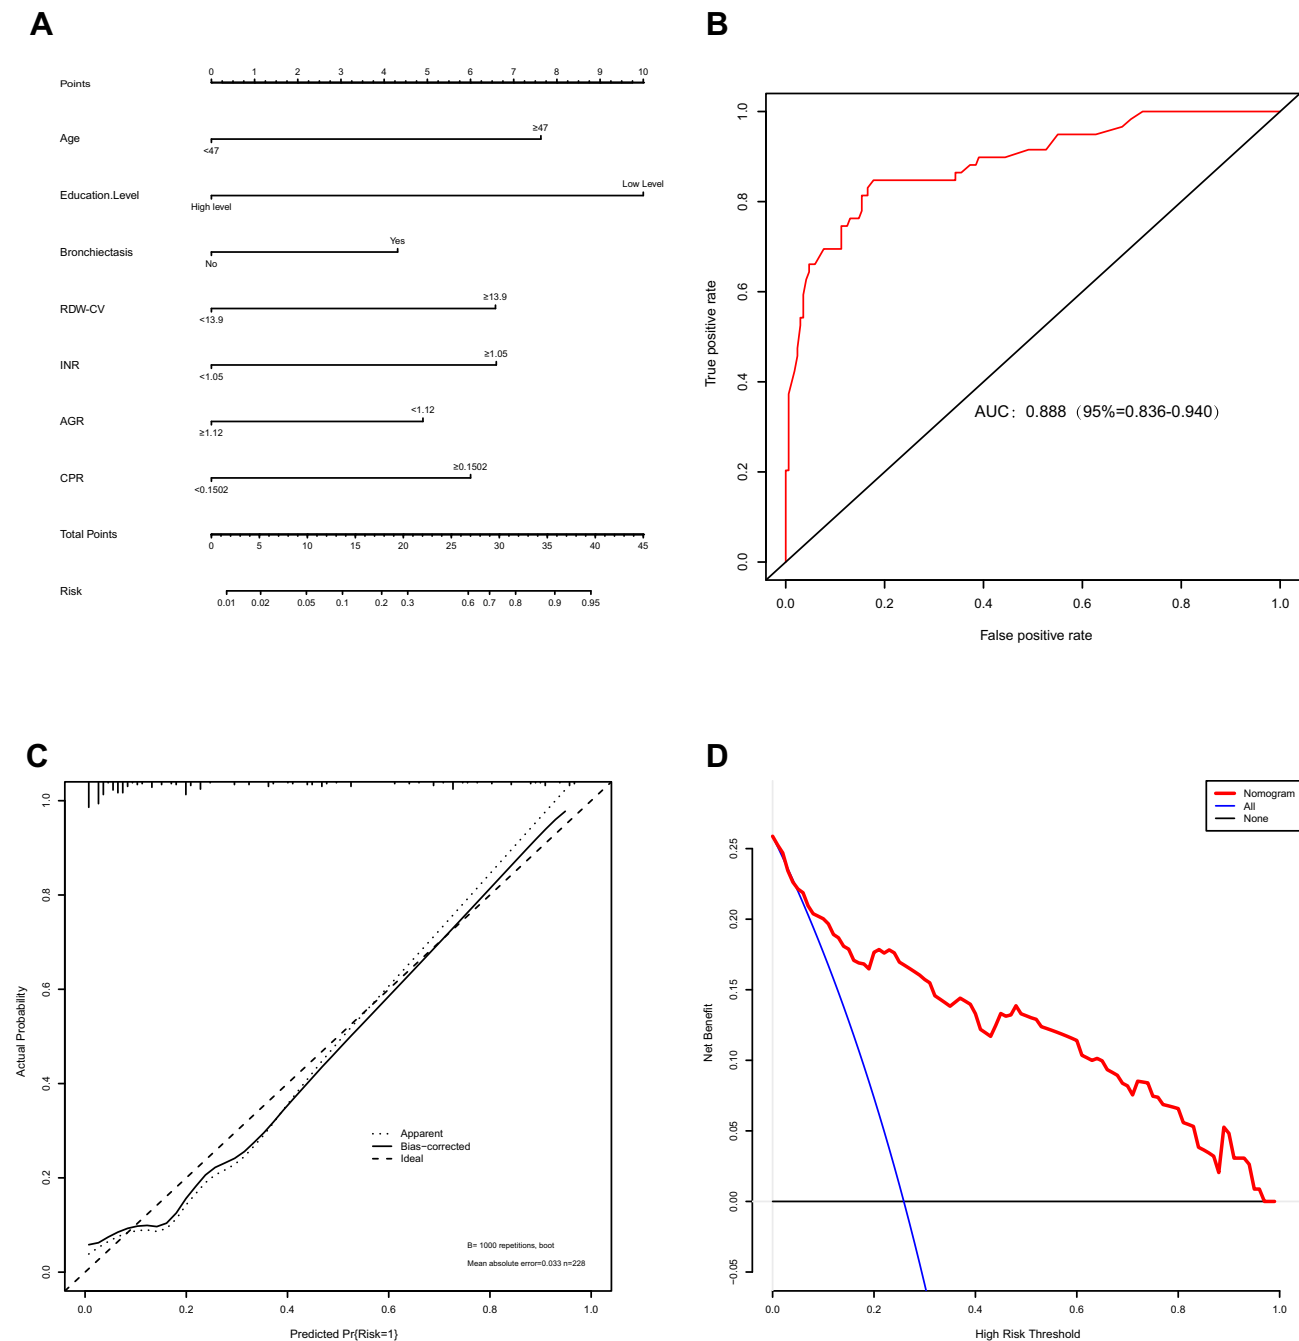 A
Points
0 1 2 3 4 5 6 7 8 9 10
Age
≥47
<47
Education.Level
Low Level
High level
Bronchiectasis
Yes
No
RDW-CV
≥13.9
<13.9
INR
≥1.05
<1.05
AGR
<1.12
≥1.12
CPR
≥0.1502
<0.1502
Total Points
0 5 10 15 20 25 30 35 40 45
Risk
0.01 0.02 0.05 0.1 0.2 0.3 0.6 0.7 0.8 0.9 0.95
B
True positive rate
1.0
0.8
0.6
0.4
0.2
0.0
AUC：0.888（95%=0.836-0.940）
0.0 0.2 0.4 0.6 0.8 1.0
False positive rate
C
Actual Probability
1.0
0.8
0.6
0.4
0.2
0.0
Apparent
Bias−corrected
Ideal
B= 1000 repetitions, boot
Mean absolute error=0.033 n=228
0.0 0.2 0.4 0.6 0.8 1.0
Predicted Pr{Risk=1}
D
Nomogram
All
None
Net Benefit
0.25
0.20
0.15
0.10
0.05
0.00
−0.05
0.0 0.2 0.4 0.6 0.8 1.0
High Risk Threshold